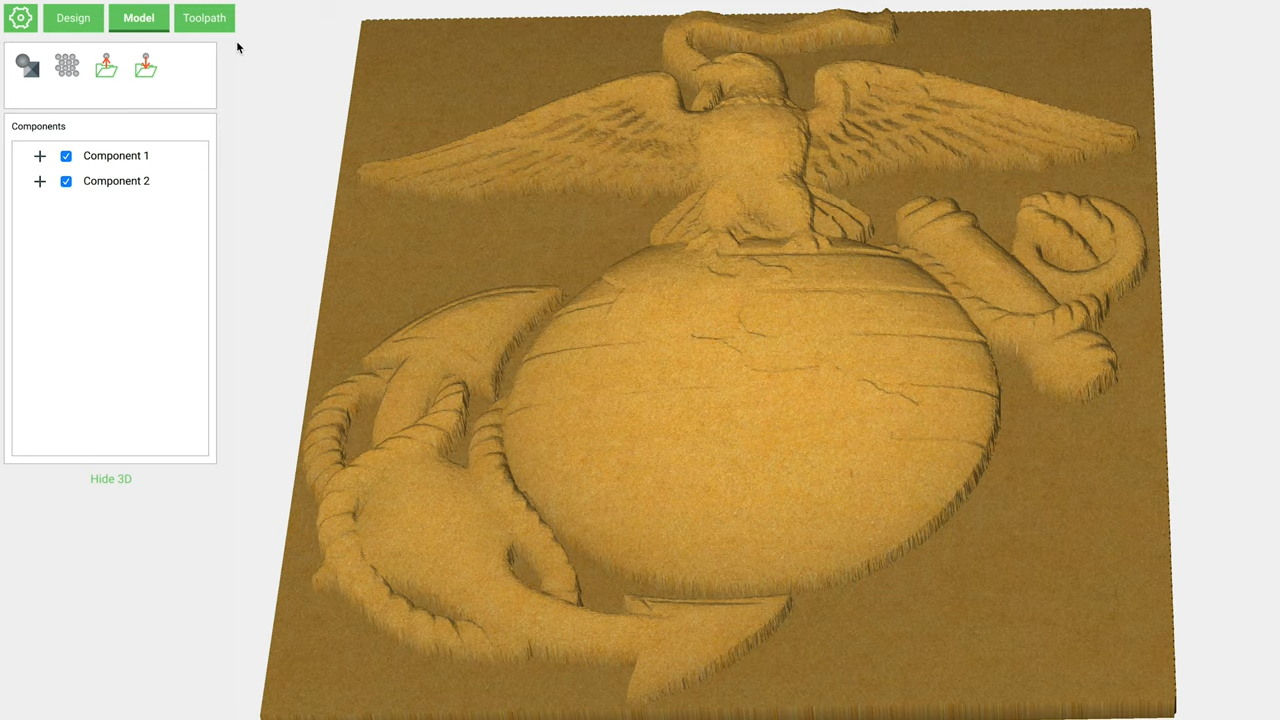 Design
Model
Toolpath
Components
Component 1
Component 2
Hide 3D